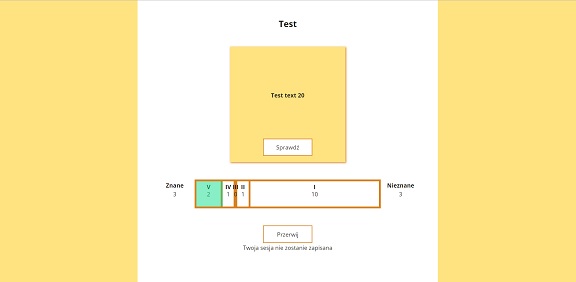 Test
Test text 20
Sprawdź
Znane
3
V
2
IV
1
III
0
II
1
I
10
Nieznane
3
Przerwij
Twoja sesja nie zostanie zapisana